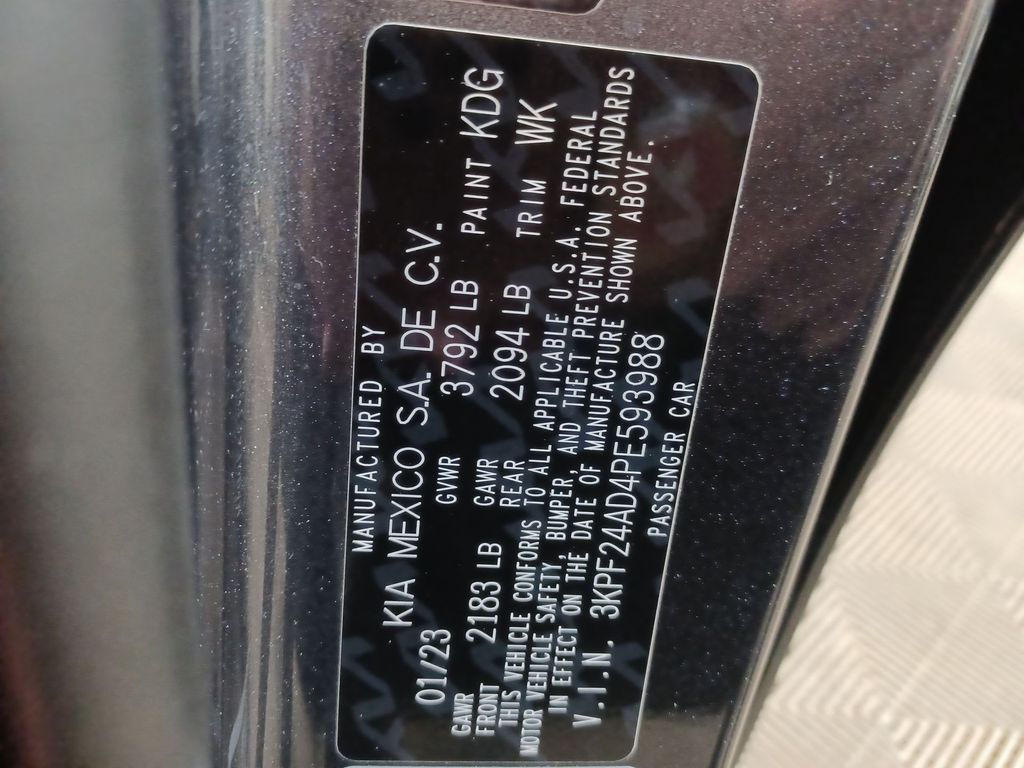 MANUFACTURED BY
KIA MEXICO S.A. DE C.V.
01/23 GVWR 3792 LB PAINT KDG
GAWR FRONT 2183 LB GAWR REAR 2094 LB TRIM WK
THIS VEHICLE CONFORMS TO ALL APPLICABLE U.S.A. FEDERAL
MOTOR VEHICLE SAFETY, BUMPER AND THEFT PREVENTION STANDARDS
IN EFFECT ON THE DATE OF MANUFACTURE SHOWN ABOVE.
V.I.N. 3KPF24AD4PE593988
PASSENGER CAR